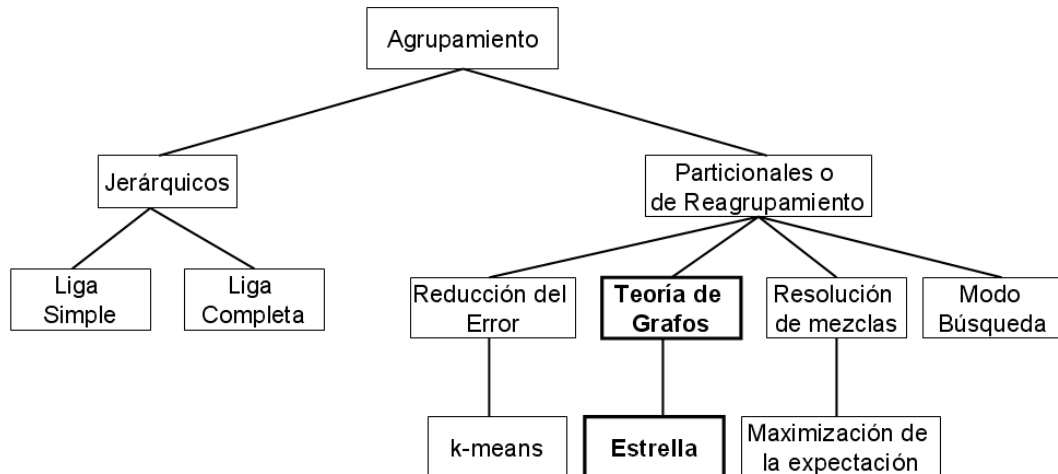 Agrupamiento
Jerárquicos
Particionales o
de Reagrupamiento
Liga
Simple
Liga
Completa
Reducción del
Error
Teoría de
Grafos
Resolución
de mezclas
Modo
Búsqueda
k-means
Estrella
Maximización de
la expectación